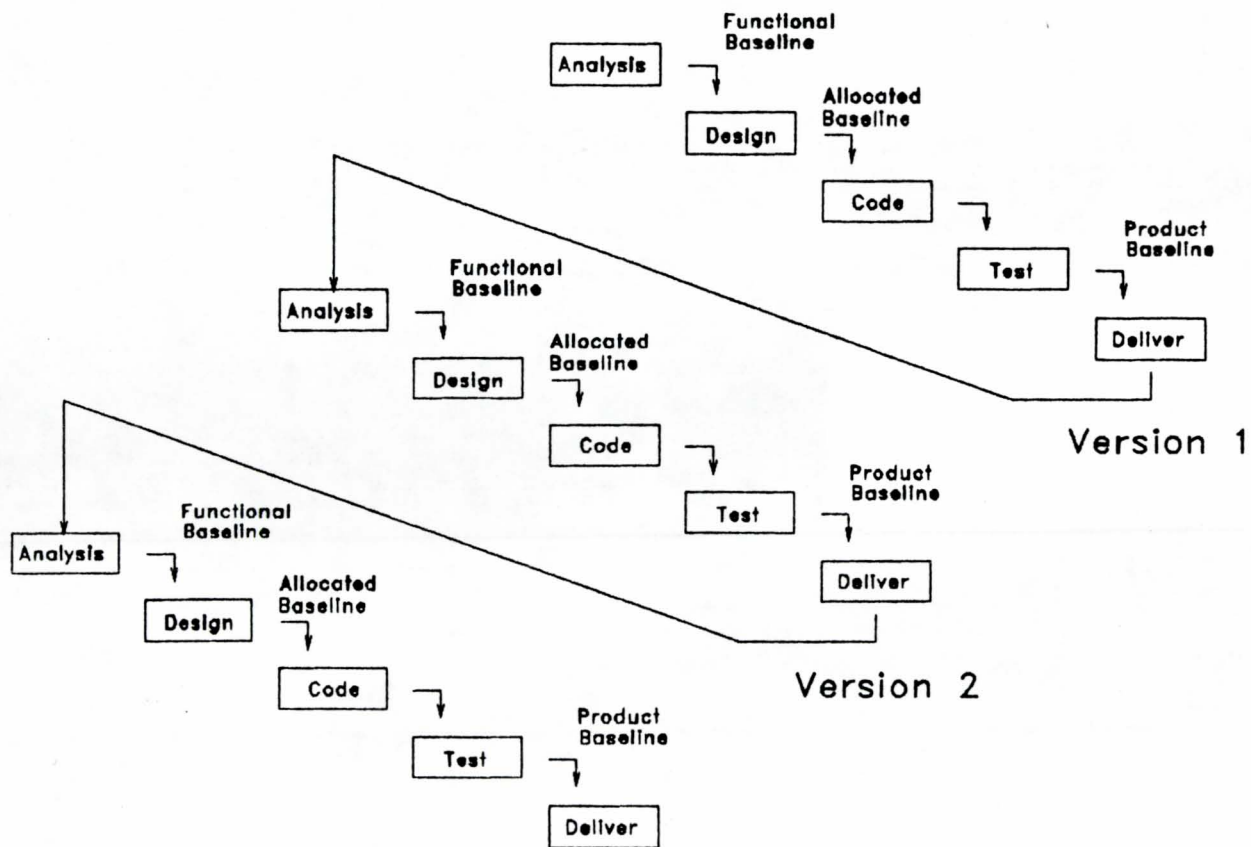 Functional
Baseline
Analysis
Allocated
Baseline
Design
Code
Product
Baseline
Test
Deliver
Version 1
Functional
Baseline
Analysis
Allocated
Baseline
Design
Code
Product
Baseline
Test
Deliver
Version 2
Functional
Baseline
Analysis
Allocated
Baseline
Design
Code
Product
Baseline
Test
Deliver